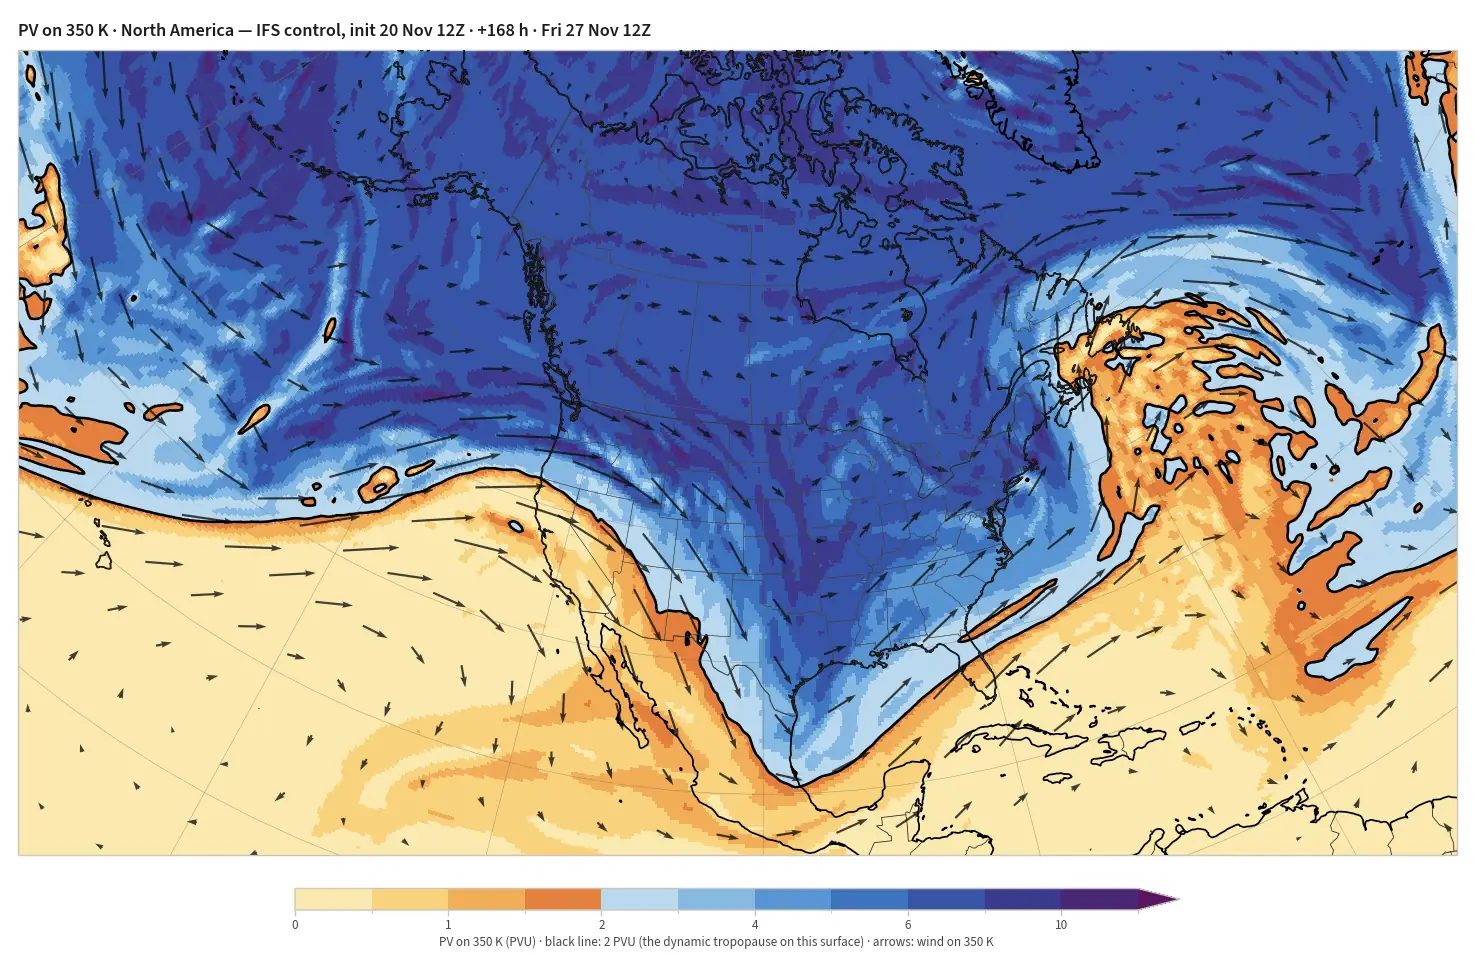 PV on 350 K · North America — IFS control, init 20 Nov 12Z · +168 h · Fri 27 Nov 12Z
0 1 2 4 6 10
PV on 350 K (PVU) · black line: 2 PVU (the dynamic tropopause on this surface) · arrows: wind on 350 K